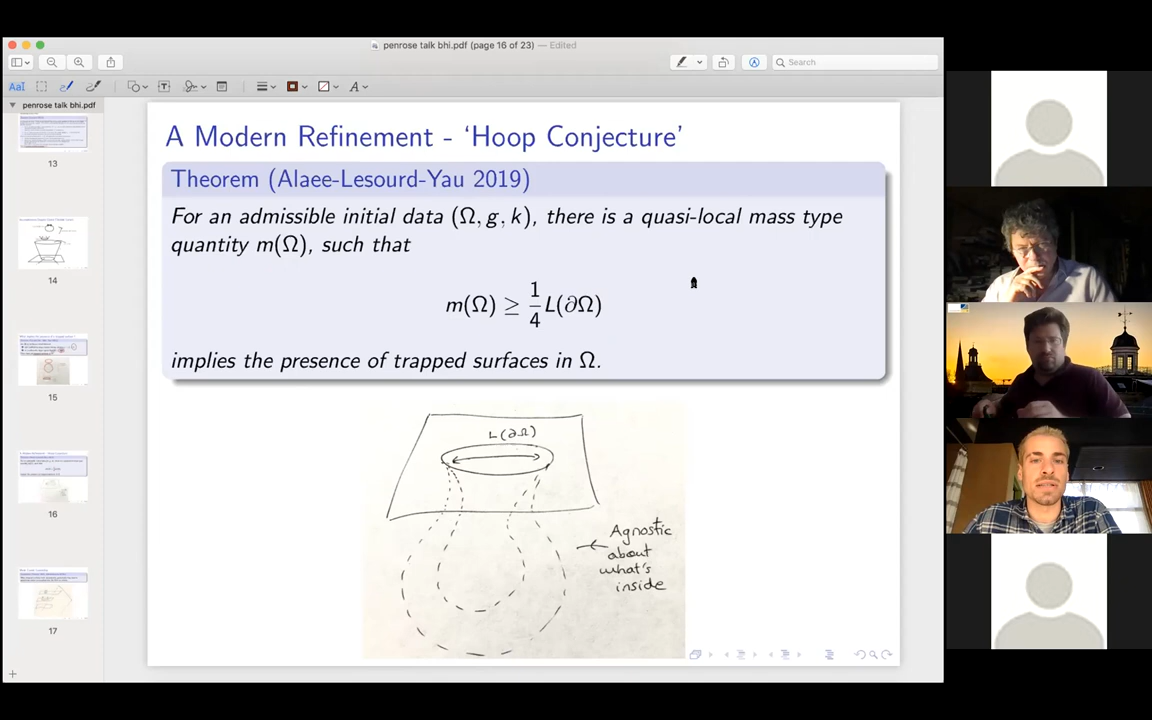 penrose talk bhi.pdf (page 16 of 23) — Edited
Search
penrose talk bhi.pdf
13
14
15
16
17
A Modern Refinement - ‘Hoop Conjecture’
Theorem (Alaee-Lesourd-Yau 2019)
For an admissible initial data (Ω, g, k), there is a quasi-local mass type
quantity m(Ω), such that
m(Ω) ≥ 1/4 L(∂Ω)
implies the presence of trapped surfaces in Ω.
L(∂Ω)
Agnostic
about
what's
inside